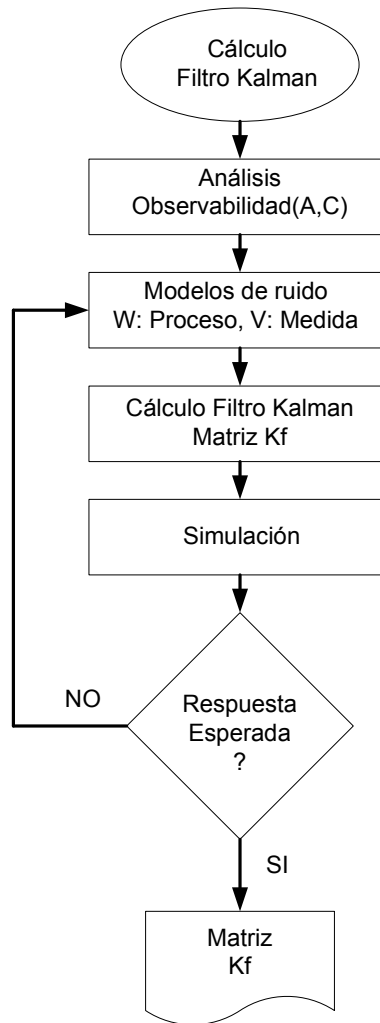 Cálculo
Filtro Kalman
Análisis
Observabilidad(A,C)
Modelos de ruido
W: Proceso, V: Medida
Cálculo Filtro Kalman
Matriz Kf
Simulación
NO
Respuesta
Esperada
?
SI
Matriz
Kf